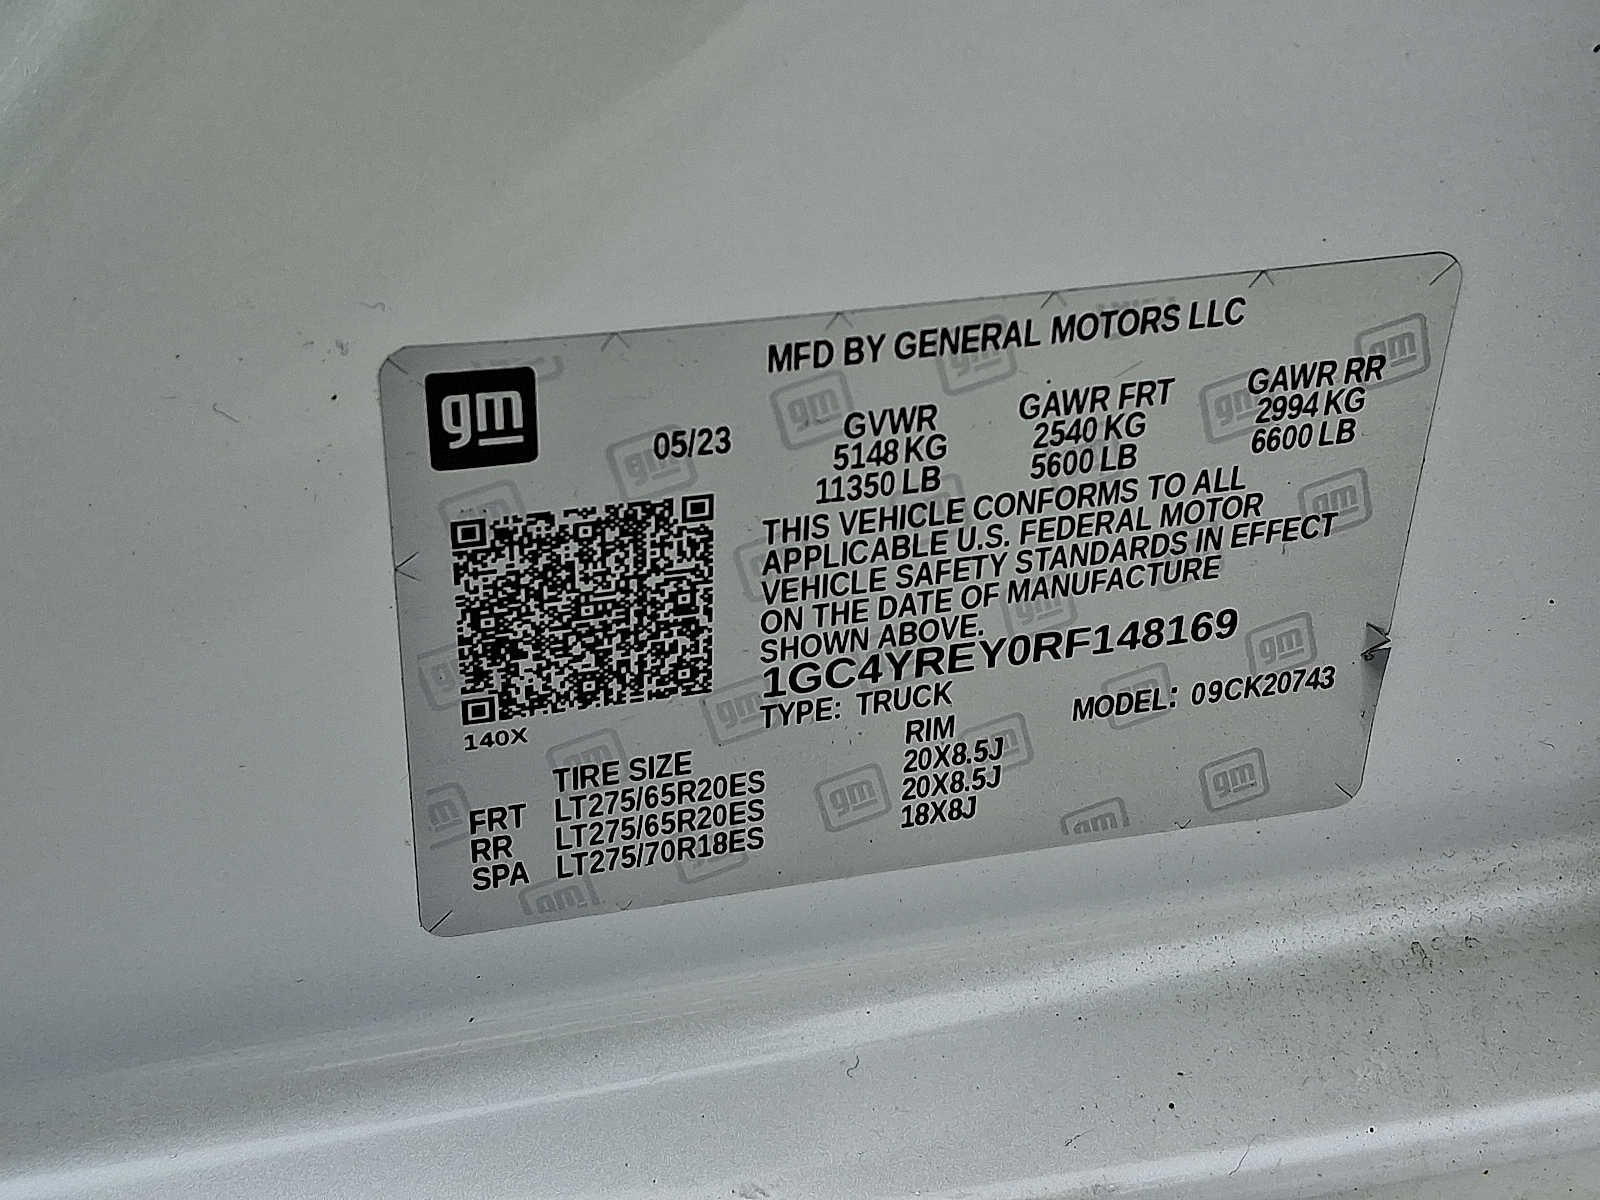 MFD BY GENERAL MOTORS LLC
gm
05/23
GVWR GAWR FRT GAWR RR
5148 KG 2540 KG 2994 KG
11350 LB 5600 LB 6600 LB
THIS VEHICLE CONFORMS TO ALL
APPLICABLE U.S. FEDERAL MOTOR
VEHICLE SAFETY STANDARDS IN EFFECT
ON THE DATE OF MANUFACTURE
SHOWN ABOVE.
1GC4YREY0RF148169
TYPE: TRUCK MODEL: 09CK20743
140X
TIRE SIZE RIM
FRT LT275/65R20ES 20X8.5J
RR LT275/65R20ES 20X8.5J
SPA LT275/70R18ES 18X8J